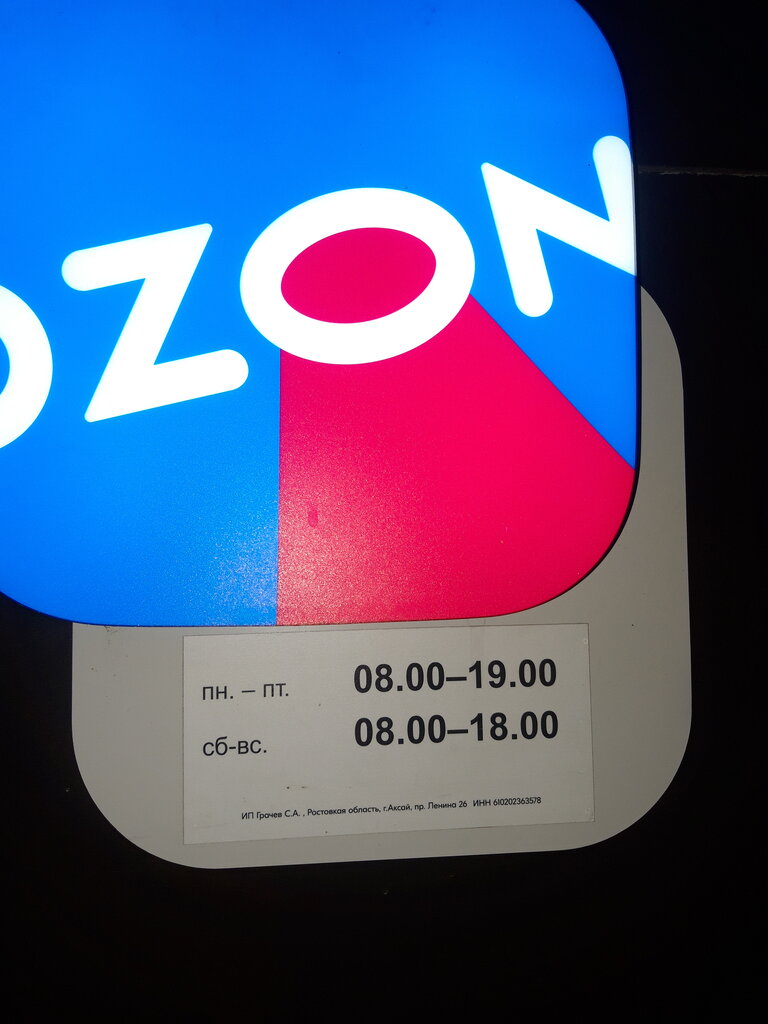 OZON
пн. – пт. 08.00–19.00
сб-вс. 08.00–18.00
ИП Грачев С.А. , Ростовкая область, г.Аксай, пр. Ленина 26 ИНН 610202363578